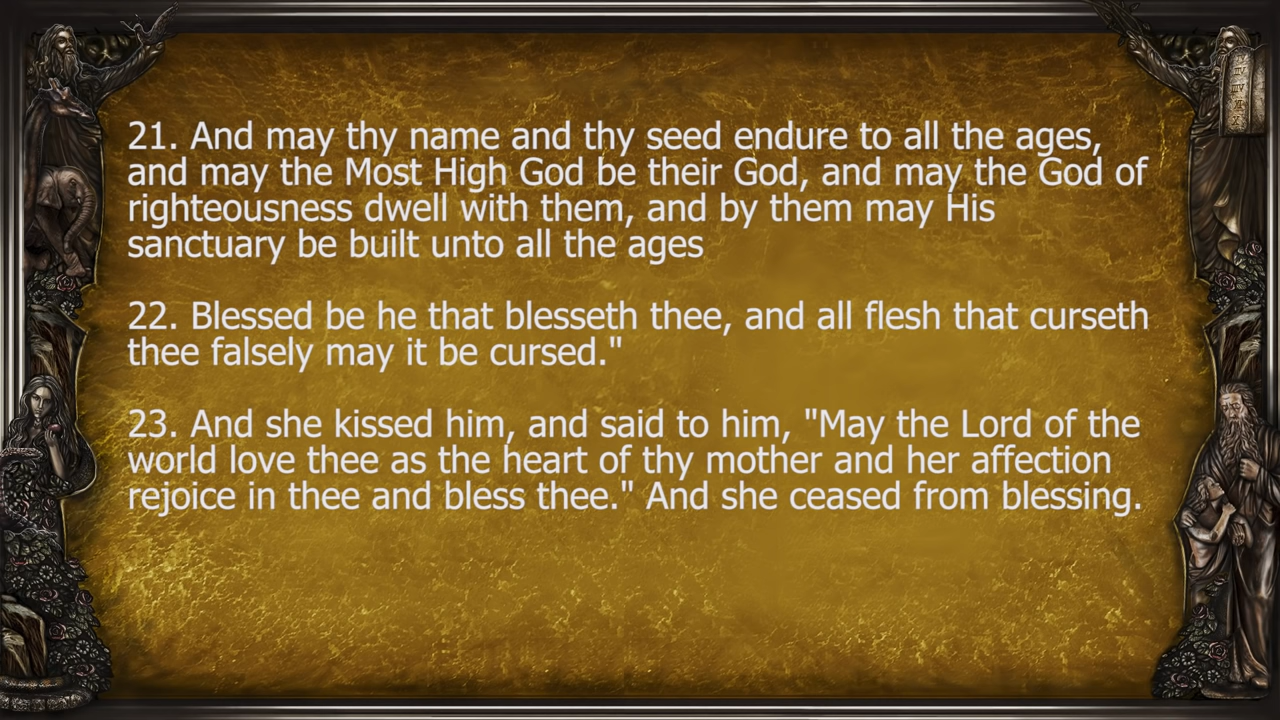 21. And may thy name and thy seed endure to all the ages,
and may the Most High God be their God, and may the God of
righteousness dwell with them, and by them may His
sanctuary be built unto all the ages
22. Blessed be he that blesseth thee, and all flesh that curseth
thee falsely may it be cursed."
23. And she kissed him, and said to him, "May the Lord of the
world love thee as the heart of thy mother and her affection
rejoice in thee and bless thee." And she ceased from blessing.